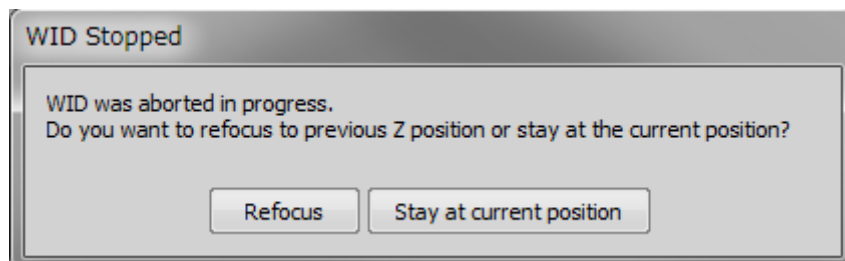 WID Stopped
WID was aborted in progress.
Do you want to refocus to previous Z position or stay at the current position?
Refocus
Stay at current position